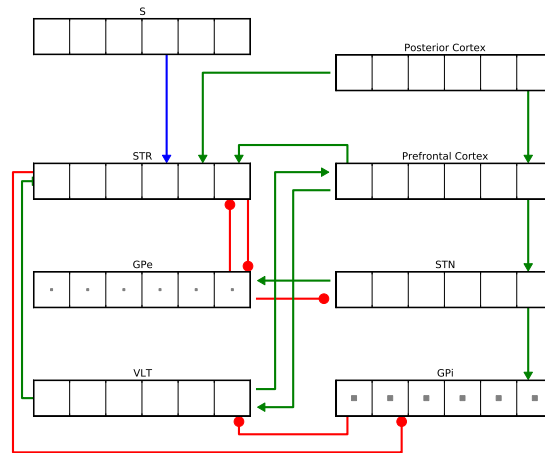 S
Posterior Cortex
STR
Prefrontal Cortex
GPe
STN
VLT
GPi